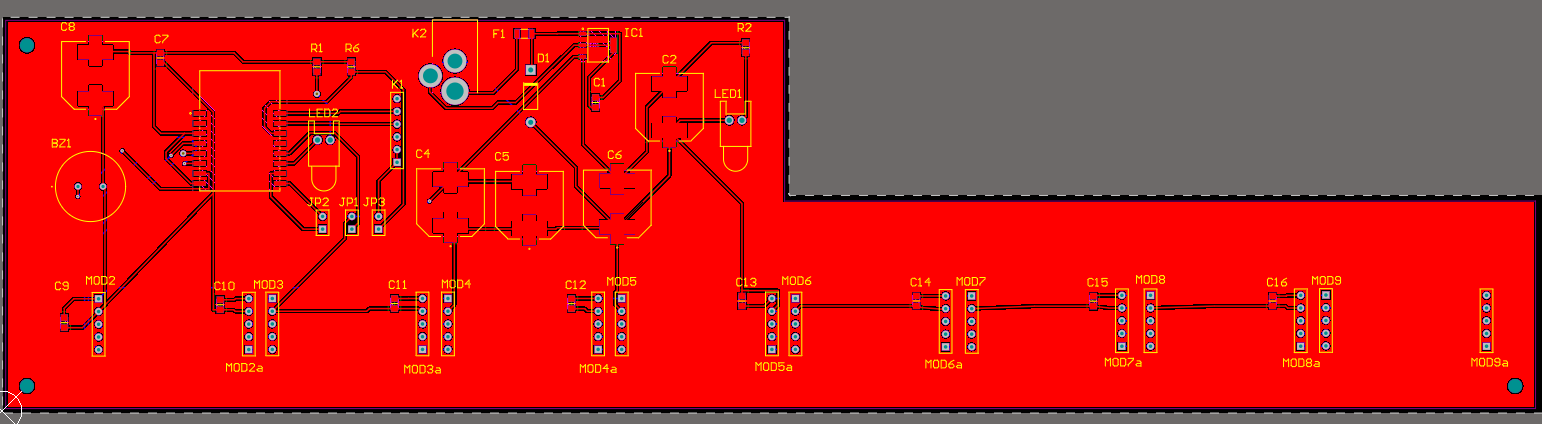 C8
C7
R1
R6
K2
F1
IC1
R2
D1
C2
K1
C1
LED1
LED2
BZ1
C4
C5
C6
JP2
JP1
JP3
C9
MOD2
C10
MOD3
C11
MOD4
C12
MOD5
C13
MOD6
C14
MOD7
C15
MOD8
C16
MOD9
MOD2a
MOD3a
MOD4a
MOD5a
MOD6a
MOD7a
MOD8a
MOD9a